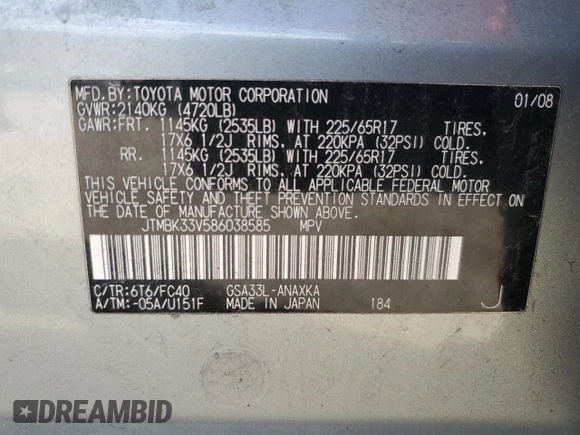 MFD.BY:TOYOTA MOTOR CORPORATION 01/08
GVWR:2140KG (4720LB)
GAWR:FRT. 1145KG (2535LB) WITH 225/65R17 TIRES.
17X6 1/2J RIMS. AT 220KPA (32PSI) COLD.
RR. 1145KG (2535LB) WITH 225/65R17 TIRES.
17X6 1/2J RIMS. AT 220KPA (32PSI) COLD.
THIS VEHICLE CONFORMS TO ALL APPLICABLE FEDERAL MOTOR
VEHICLE SAFETY AND THEFT PREVENTION STANDARDS IN EFFECT ON
THE DATE OF MANUFACTURE SHOWN ABOVE.
JTMBK33V586038585 MPV
C/TR:6T6/FC40 GSA33L-ANAXKA
A/TM:-05A/U151F MADE IN JAPAN 184 J
DREAMBID